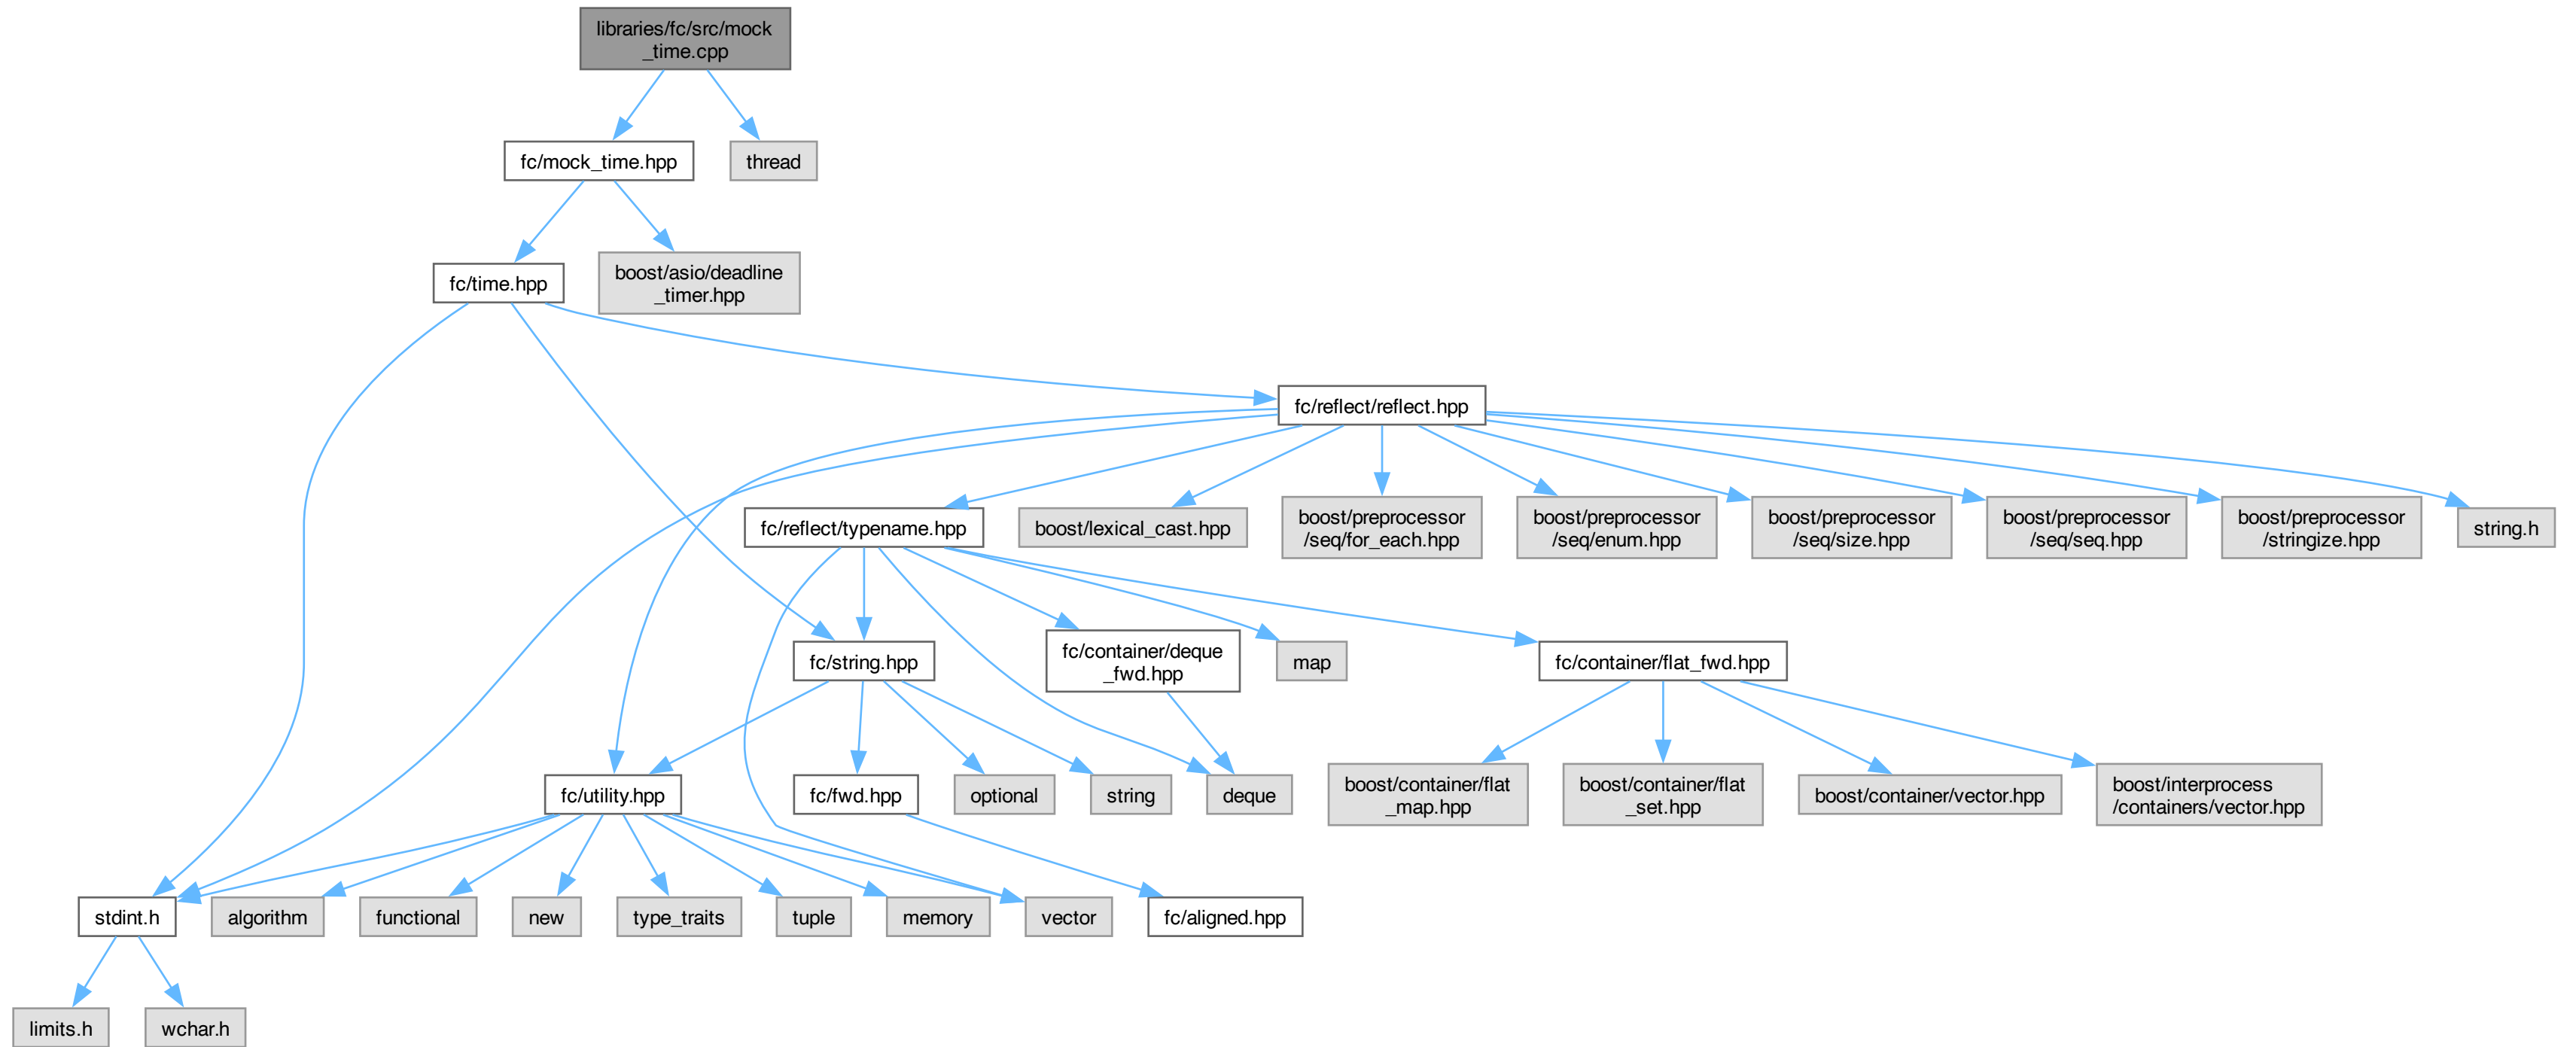 libraries/fc/src/mock
_time.cpp
fc/mock_time.hpp
thread
fc/time.hpp
boost/asio/deadline
_timer.hpp
fc/reflect/reflect.hpp
fc/reflect/typename.hpp
boost/lexical_cast.hpp
boost/preprocessor
/seq/for_each.hpp
boost/preprocessor
/seq/enum.hpp
boost/preprocessor
/seq/size.hpp
boost/preprocessor
/seq/seq.hpp
boost/preprocessor
/stringize.hpp
string.h
fc/string.hpp
fc/container/deque
_fwd.hpp
map
fc/container/flat_fwd.hpp
fc/utility.hpp
fc/fwd.hpp
optional
string
deque
boost/container/flat
_map.hpp
boost/container/flat
_set.hpp
boost/container/vector.hpp
boost/interprocess
/containers/vector.hpp
stdint.h
algorithm
functional
new
type_traits
tuple
memory
vector
fc/aligned.hpp
limits.h
wchar.h